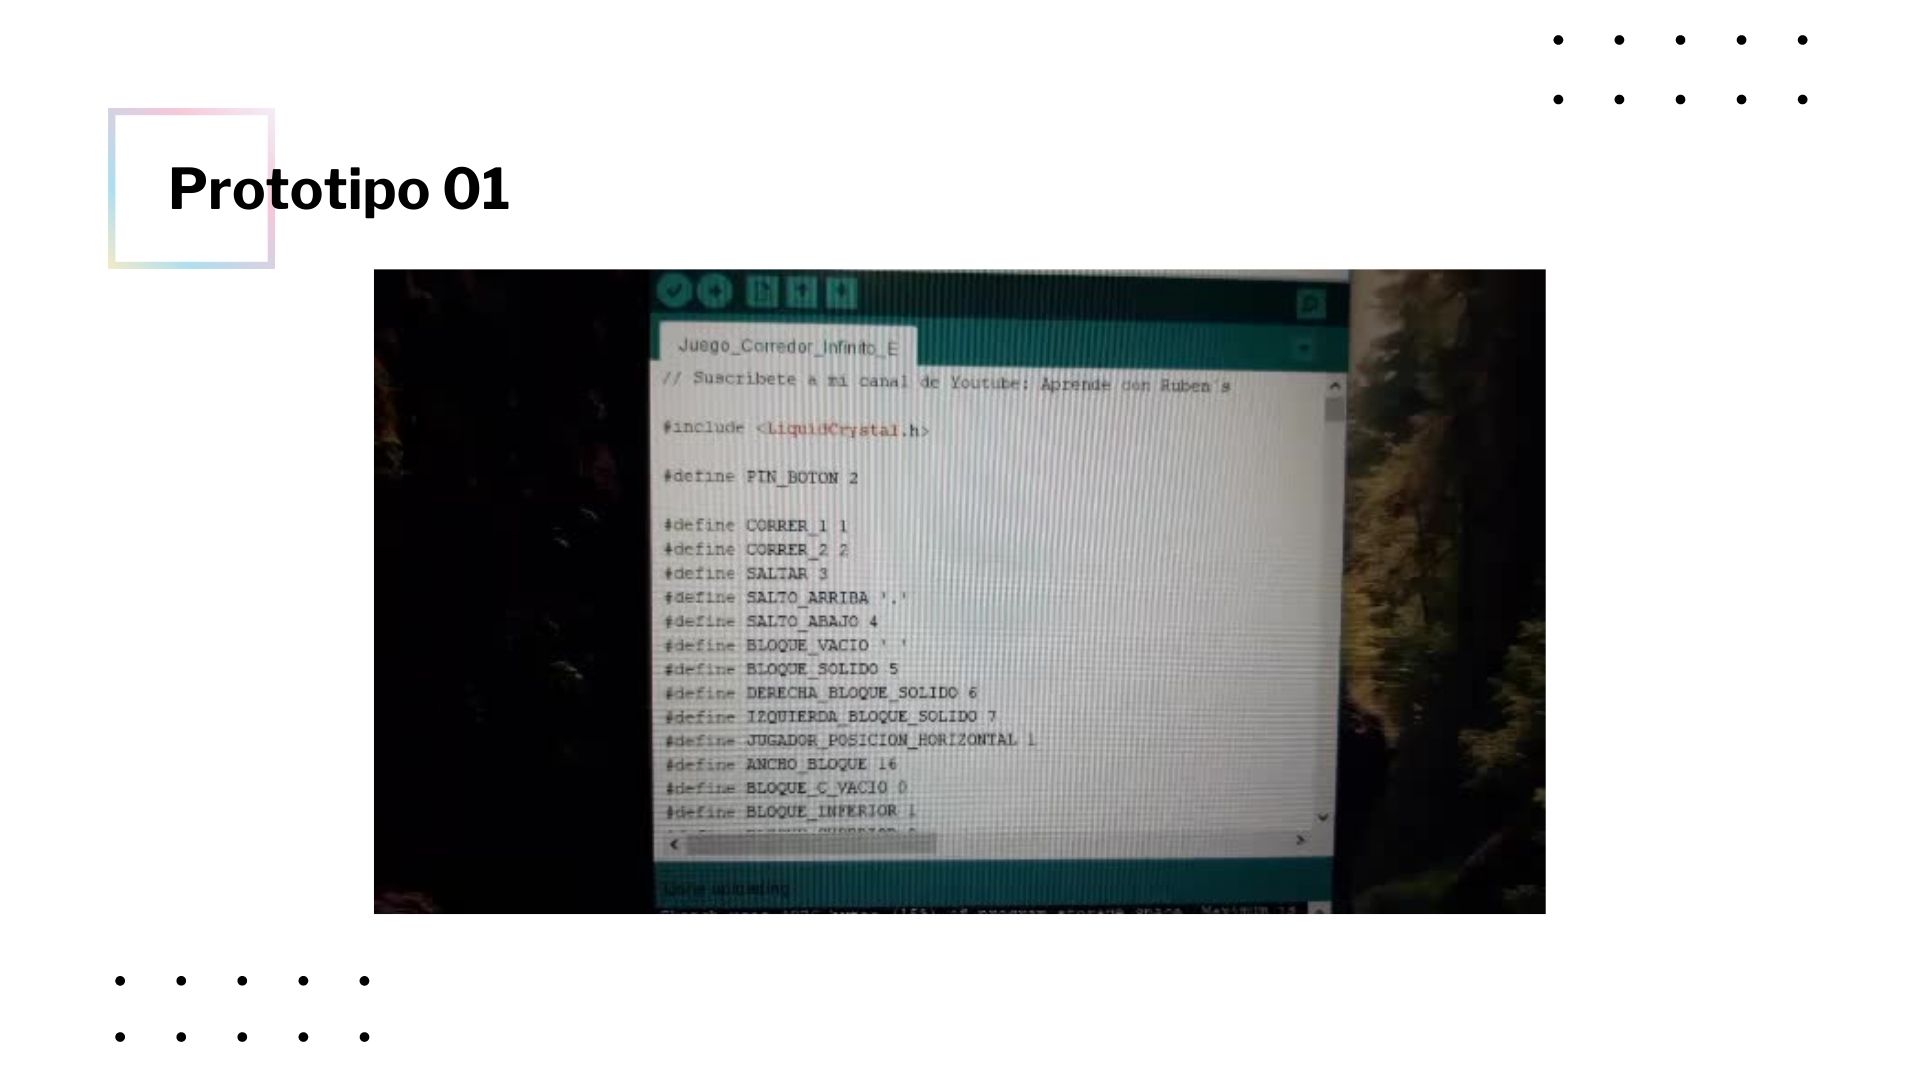 Prototipo 01
Juego_Corredor_Infinito_E
// Suscribete a mi canal de Youtube: Aprende con Ruben's
#include <LiquidCrystal.h>
#define PIN_BOTON 2
#define CORRER_1 1
#define CORRER_2 2
#define SALTAR 3
#define SALTO_ARRIBA '.'
#define SALTO_ABAJO 4
#define BLOQUE_VACIO ' '
#define BLOQUE_SOLIDO 5
#define DERECHA_BLOQUE_SOLIDO 6
#define IZQUIERDA_BLOQUE_SOLIDO 7
#define JUGADOR_POSICION_HORIZONTAL 1
#define ANCHO_BLOQUE 16
#define BLOQUE_C_VACIO 0
#define BLOQUE_INFERIOR 1
Done uploading